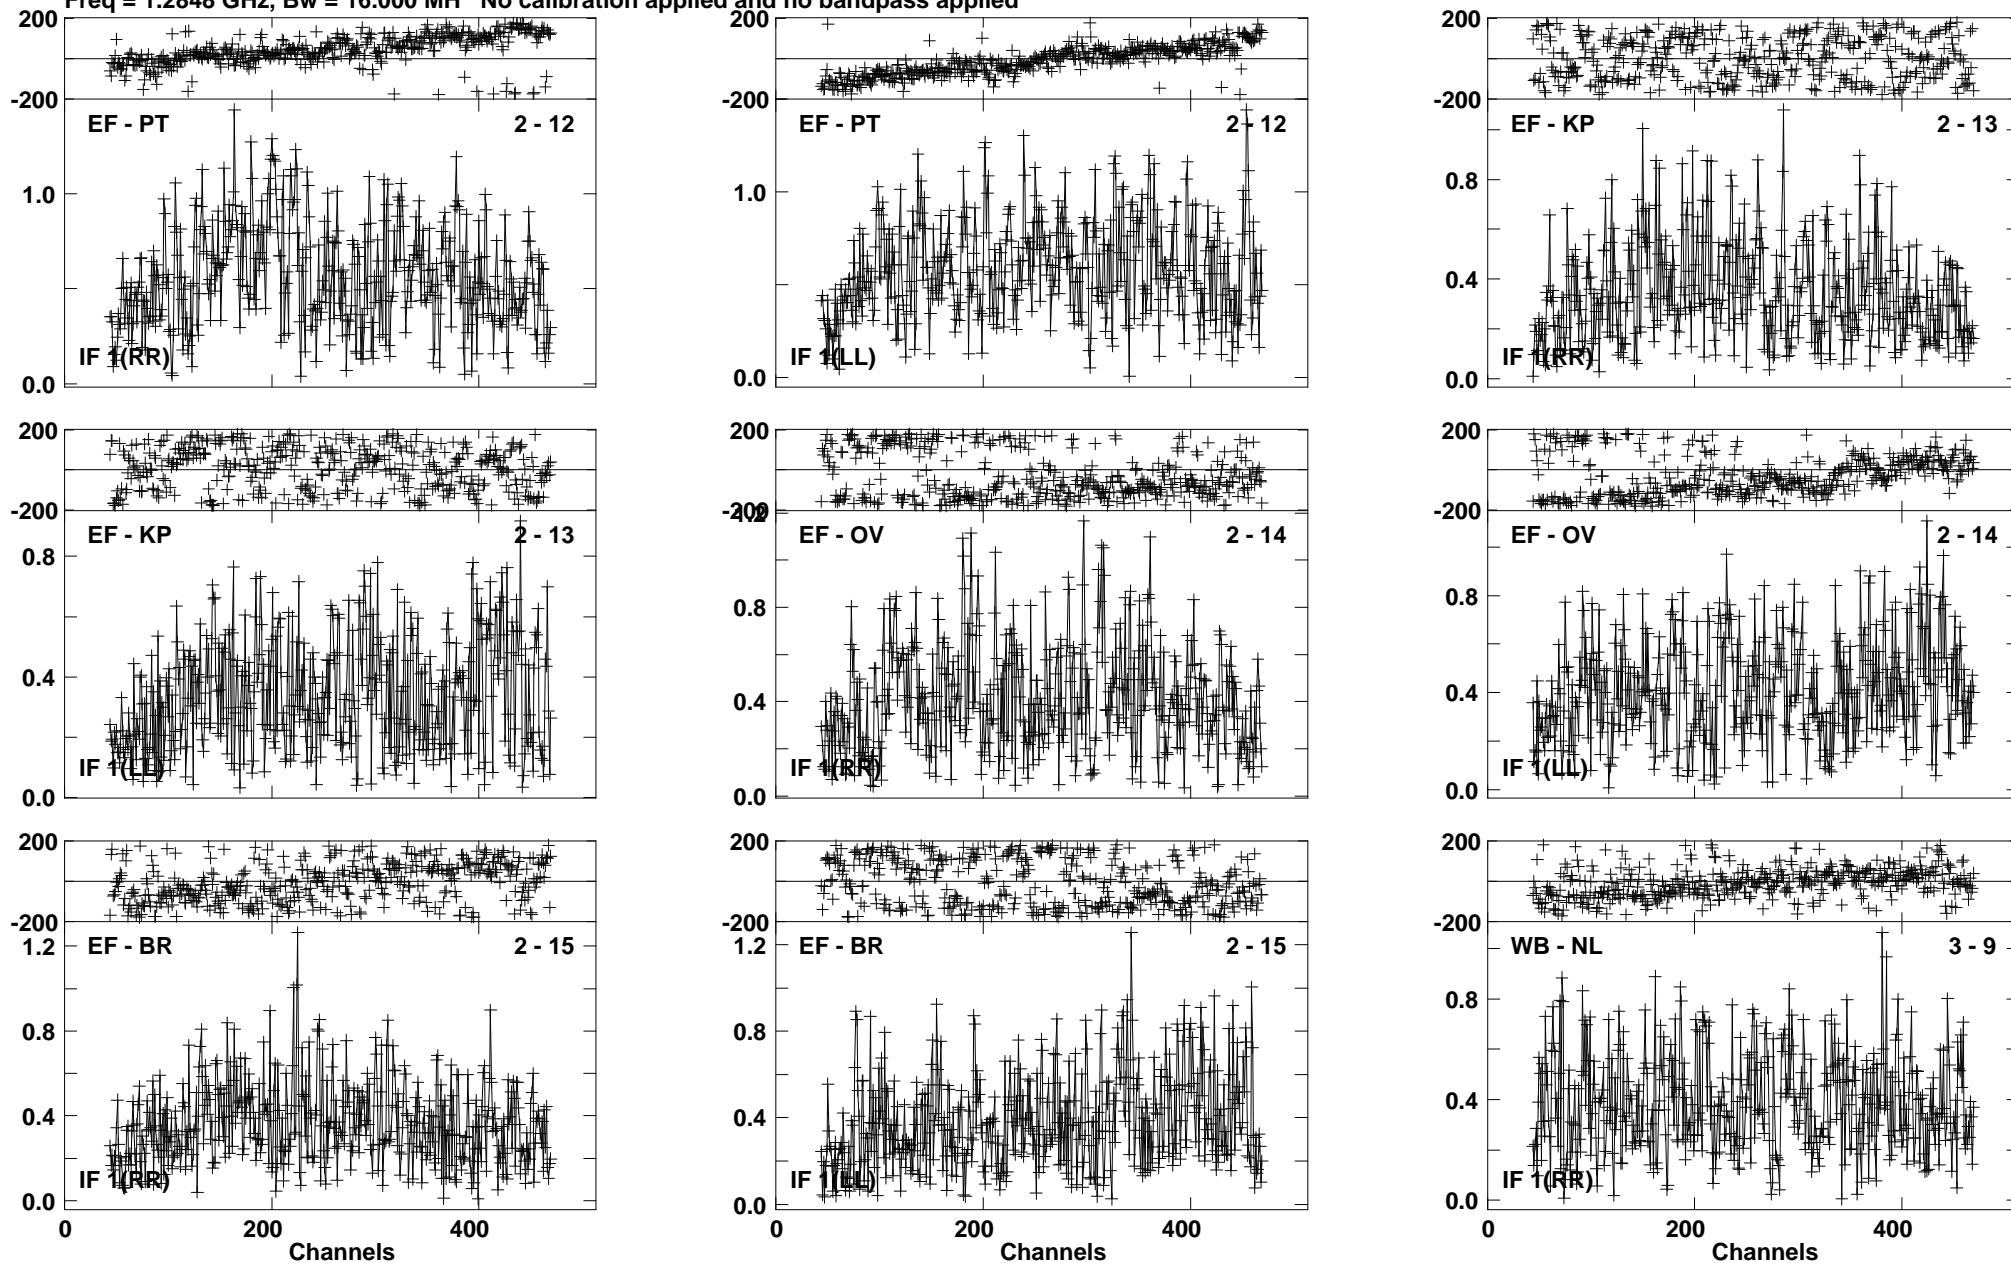 Freq = 1.2848 GHz, Bw = 16.000 MH No calibration applied and no bandpass applied
200
-200
EF - PT 2 - 12
1.0
IF 1(RR)
0.0
200
-200
EF - PT 2 - 12
1.0
IF 1(LL)
0.0
200
-200
EF - KP 2 - 13
0.8
0.4
IF 1(RR)
0.0
200
-200
EF - KP 2 - 13
0.8
0.4
IF 1(LL)
0.0
200
-200
1.2
EF - OV 2 - 14
0.8
0.4
IF 1(RR)
0.0
200
-200
EF - OV 2 - 14
0.8
0.4
IF 1(LL)
0.0
200
-200
EF - BR 2 - 15
1.2
0.8
0.4
IF 1(RR)
0.0
0 200 400
Channels
200
-200
EF - BR 2 - 15
1.2
0.8
0.4
IF 1(LL)
0.0
0 200 400
Channels
200
-200
WB - NL 3 - 9
0.8
0.4
IF 1(RR)
0.0
0 200 400
Channels